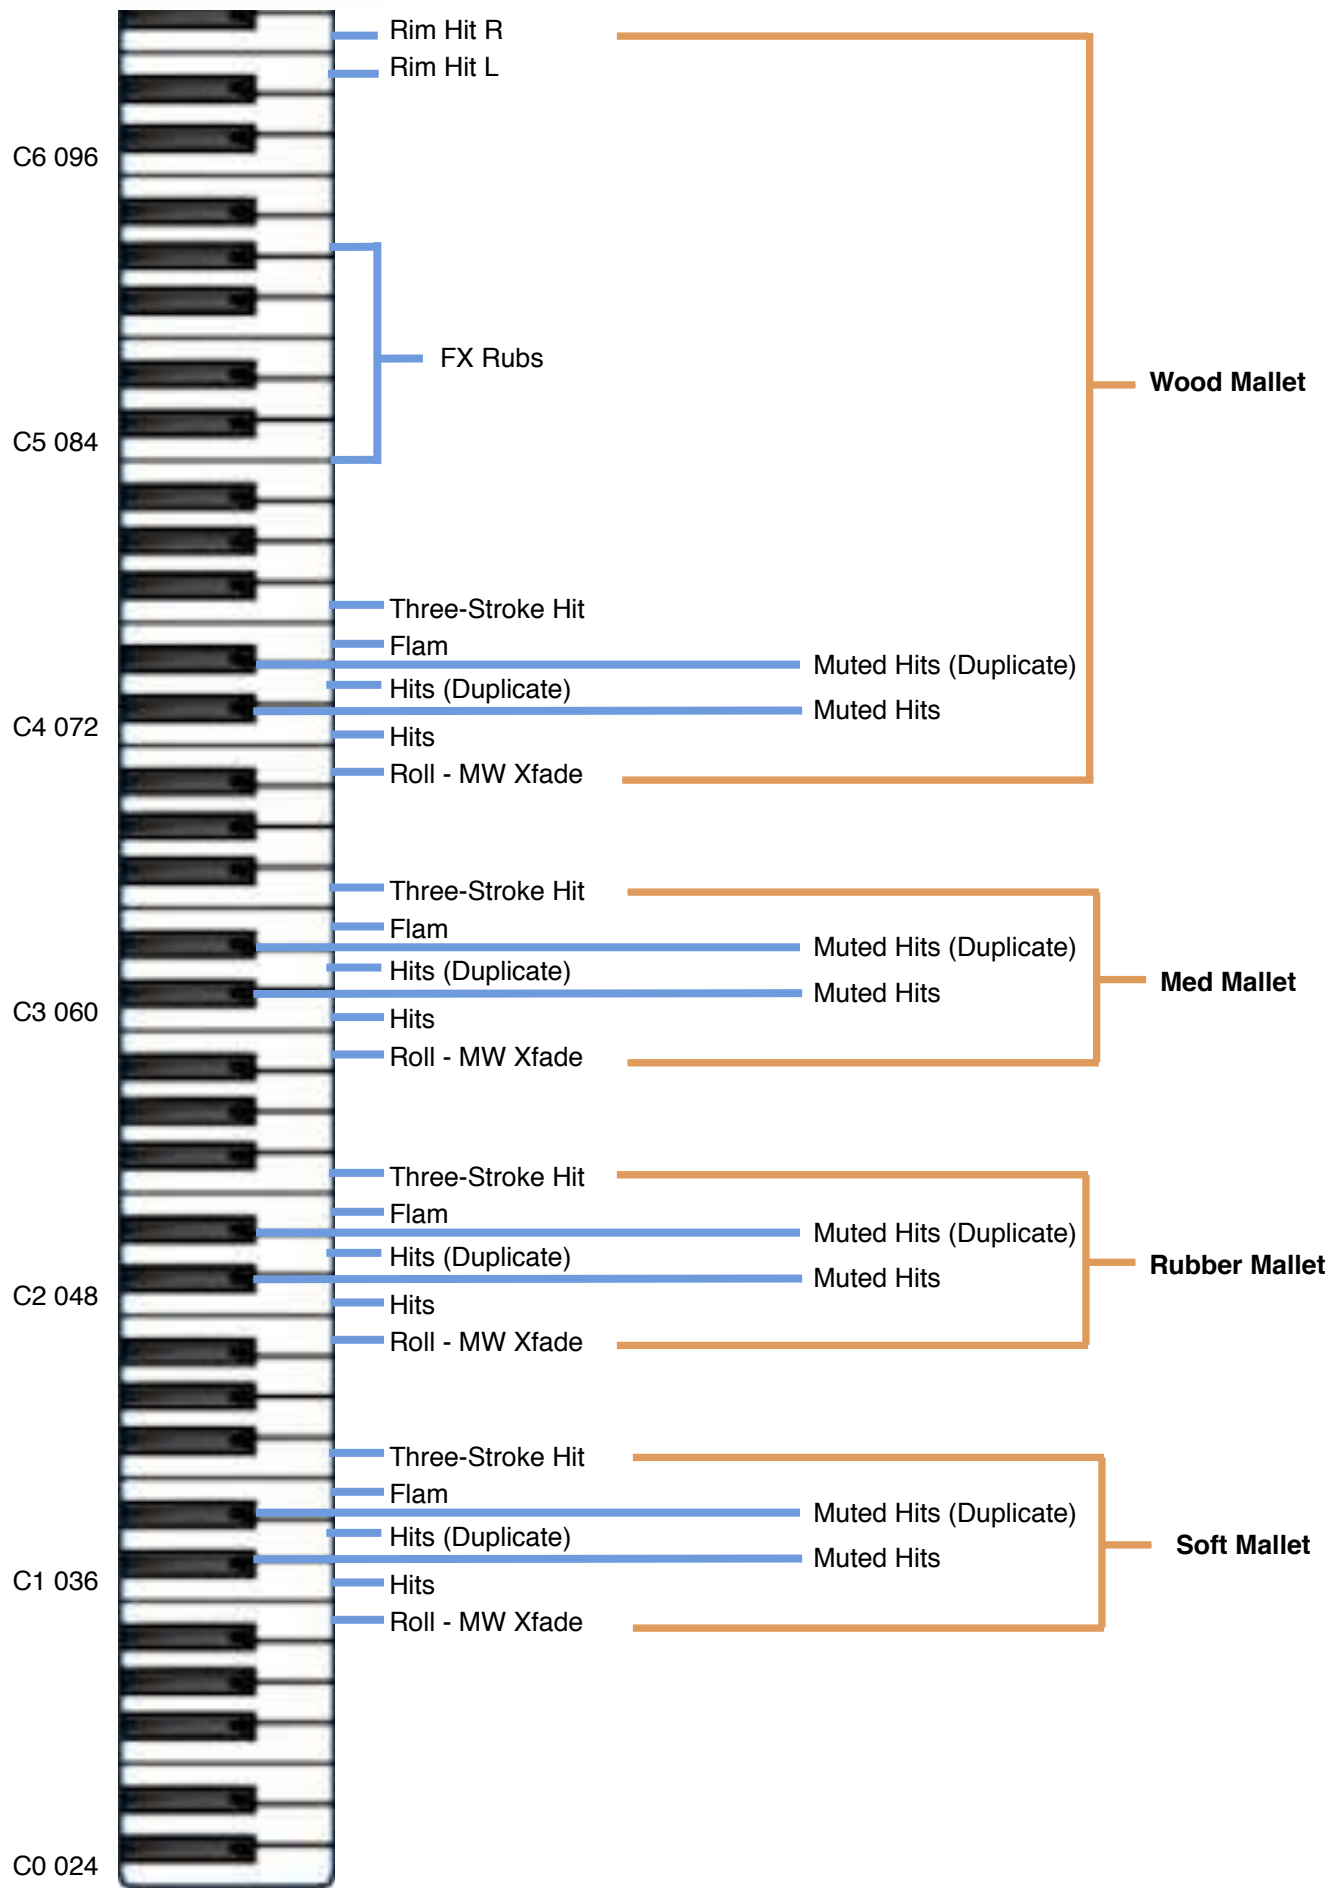 Rim Hit R
Rim Hit L
C6 096
FX Rubs
Wood Mallet
C5 084
Three-Stroke Hit
Flam
Muted Hits (Duplicate)
Hits (Duplicate)
Muted Hits
C4 072
Hits
Roll - MW Xfade
Three-Stroke Hit
Flam
Muted Hits (Duplicate)
Hits (Duplicate)
Med Mallet
Muted Hits
C3 060
Hits
Roll - MW Xfade
Three-Stroke Hit
Flam
Muted Hits (Duplicate)
Hits (Duplicate)
Rubber Mallet
Muted Hits
C2 048
Hits
Roll - MW Xfade
Three-Stroke Hit
Flam
Muted Hits (Duplicate)
Hits (Duplicate)
Soft Mallet
Muted Hits
C1 036
Hits
Roll - MW Xfade
C0 024